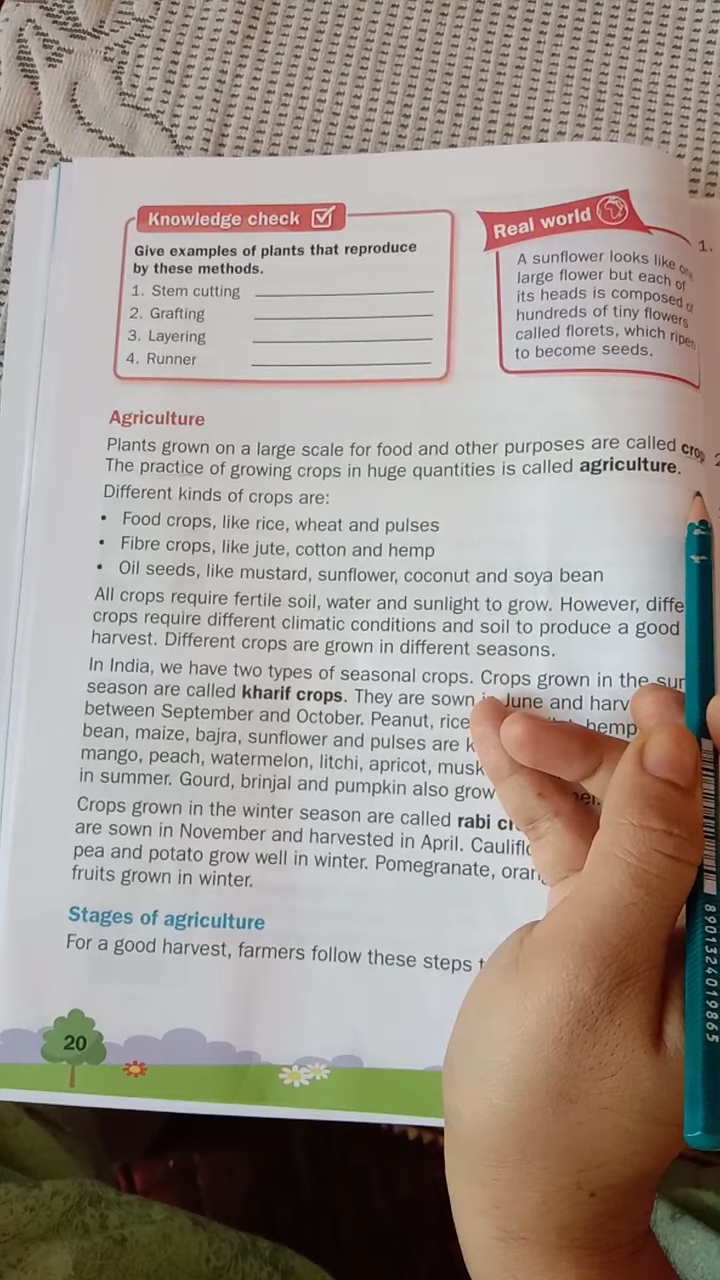 Knowledge check
Give examples of plants that reproduce
by these methods.
1. Stem cutting
2. Grafting
3. Layering
4. Runner
Real world
A sunflower looks like one
large flower but each of
its heads is composed of
hundreds of tiny flowers
called florets, which ripen
to become seeds.
1.
Agriculture
Plants grown on a large scale for food and other purposes are called crop
The practice of growing crops in huge quantities is called agriculture.
Different kinds of crops are:
• Food crops, like rice, wheat and pulses
• Fibre crops, like jute, cotton and hemp
• Oil seeds, like mustard, sunflower, coconut and soya bean
All crops require fertile soil, water and sunlight to grow. However, diffe
crops require different climatic conditions and soil to produce a good
harvest. Different crops are grown in different seasons.
In India, we have two types of seasonal crops. Crops grown in the
season are called kharif crops. They are sown in June and harv
between September and October. Peanut, rice hemp
bean, maize, bajra, sunflower and pulses are
mango, peach, watermelon, litchi, apricot, musk
in summer. Gourd, brinjal and pumpkin also grow
Crops grown in the winter season are called rabi
are sown in November and harvested in April.
pea and potato grow well in winter. Pomegranate,
fruits grown in winter.
Stages of agriculture
For a good harvest, farmers follow these steps
20
8901324019865